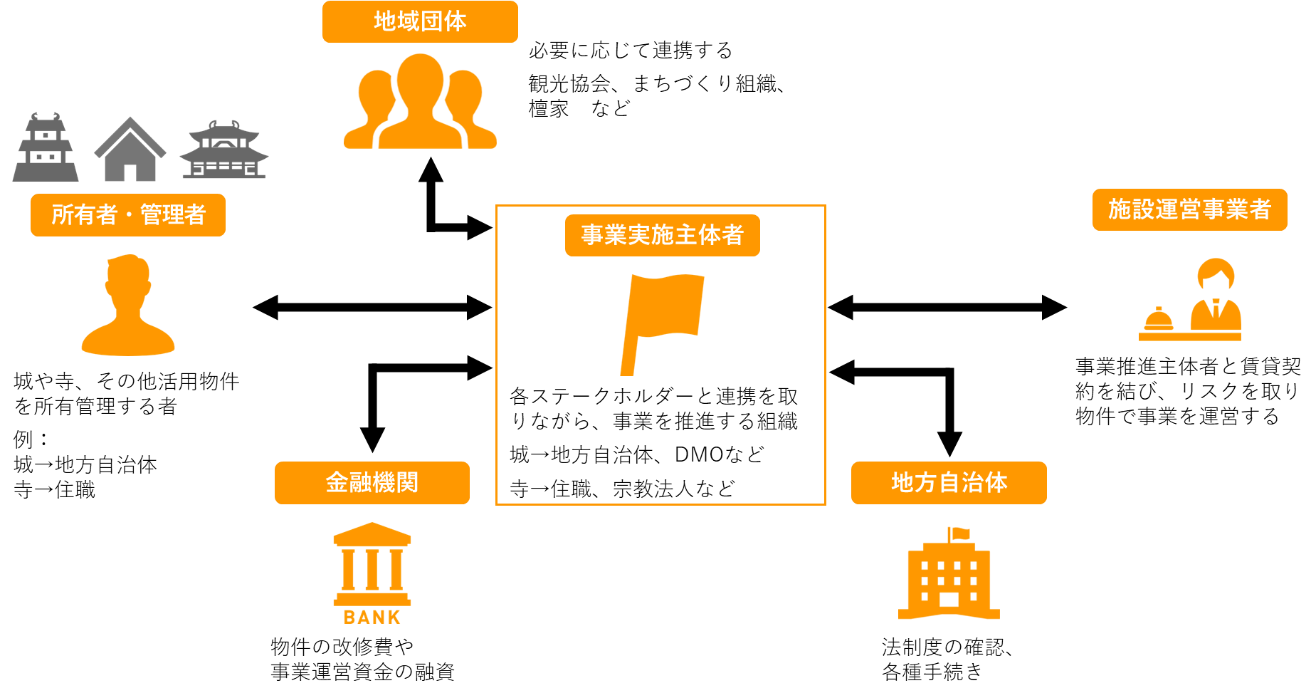 地域団体
必要に応じて連携する
観光協会、まちづくり組織、
檀家　など
所有者・管理者
城や寺、その他活用物件
を所有管理する者
例：
城→地方自治体
寺→住職
事業実施主体者
各ステークホルダーと連携を取
りながら、事業を推進する組織
城→地方自治体、DMOなど
寺→住職、宗教法人など
施設運営事業者
事業推進主体者と賃貸契
約を結び、リスクを取り
物件で事業を運営する
金融機関
BANK
物件の改修費や
事業運営資金の融資
地方自治体
法制度の確認、
各種手続き